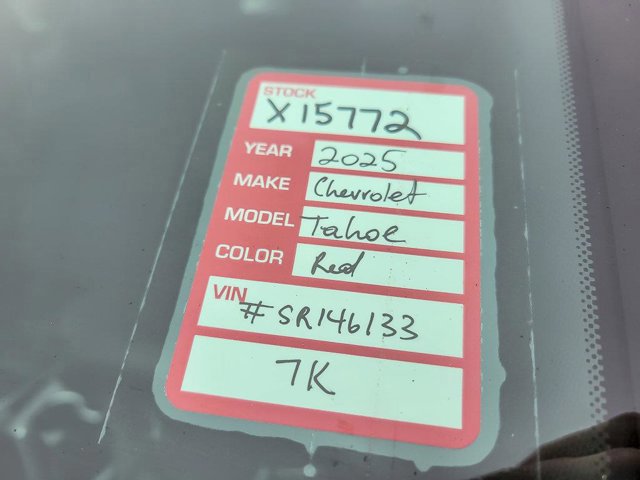 STOCK
X15772
YEAR 2025
MAKE Chevrolet
MODEL Tahoe
COLOR Red
VIN
# SR146133
7K